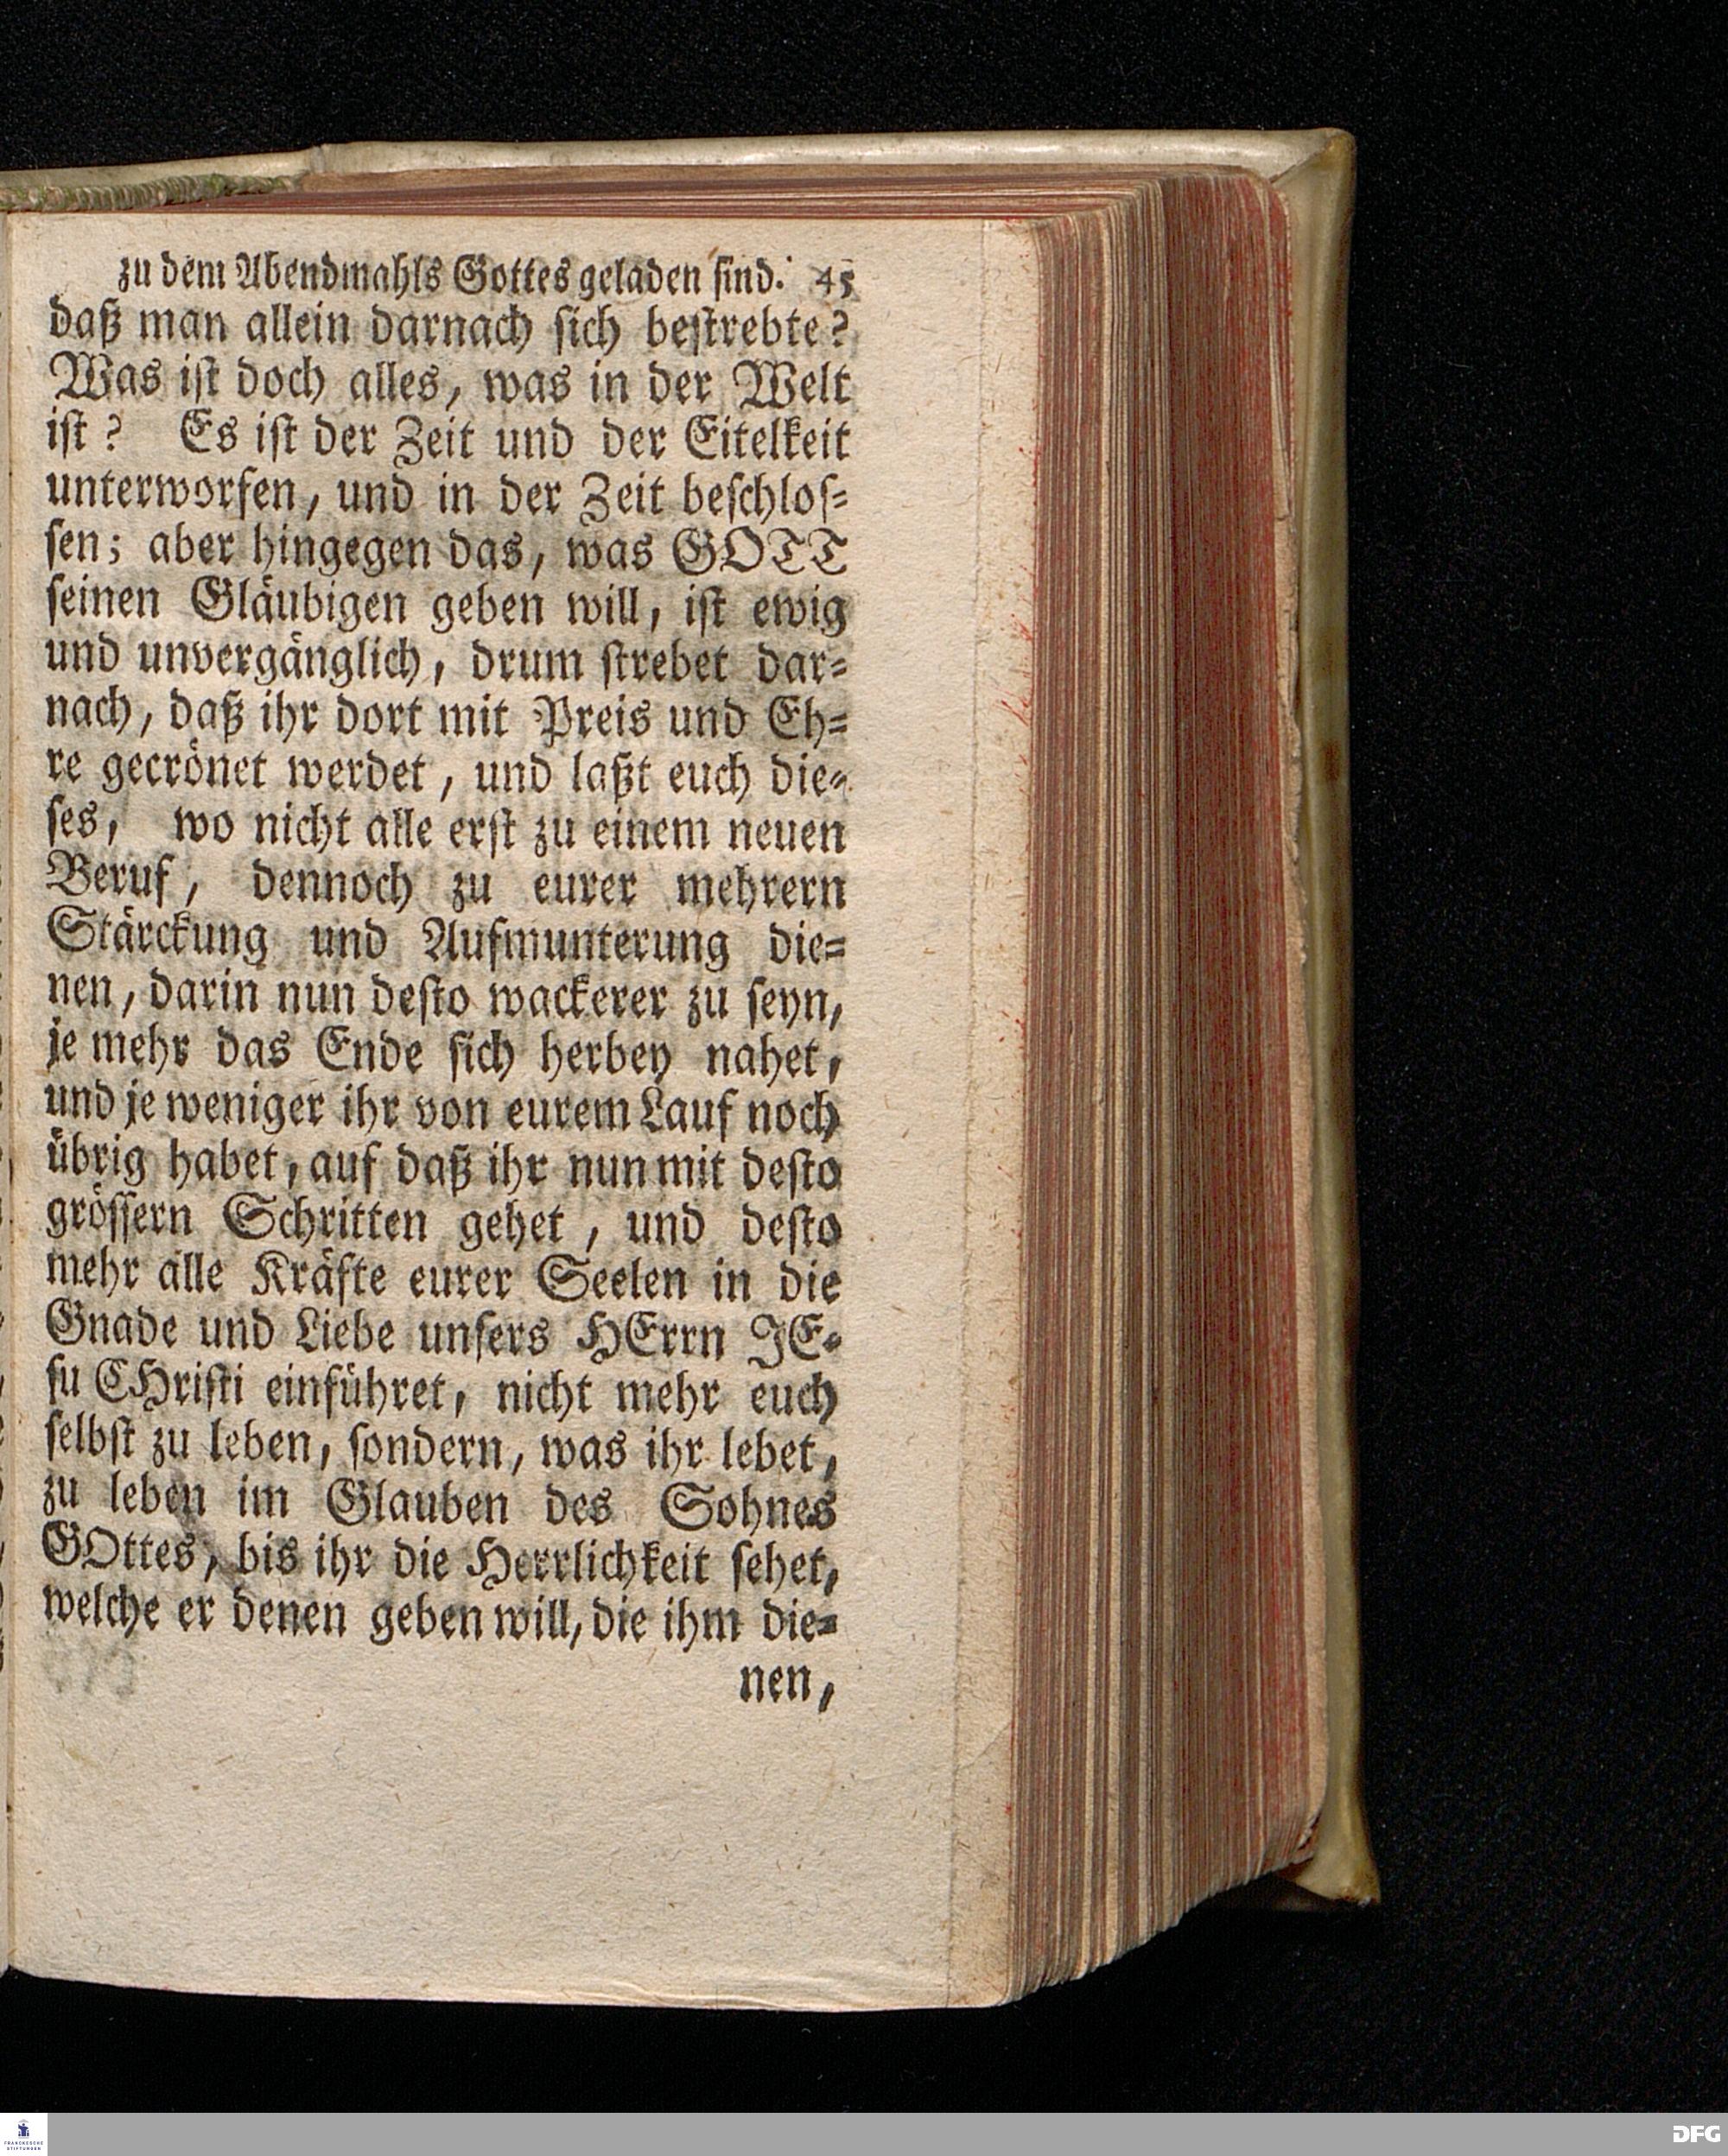 zu dem Abendmahls Gottes geladen sind. 45
daß man allein darnach sich bestrebte?
Was ist doch alles, was in der Welt
ist? Es ist der Zeit und der Eitelkeit
unterworfen, und in der Zeit beschlos-
sen; aber hingegen das, was GOTT
seinen Gläubigen geben will, ist ewig
und unvergänglich, drum strebet dar-
nach, daß ihr dort mit Preis und Eh-
re gecrönet werdet, und laßt euch die-
ses, wo nicht alle erst zu einem neuen
Beruf, dennoch zu eurer mehrern
Stärckung und Aufmunterung die-
nen, darin nun desto wackerer zu seyn,
je mehr das Ende sich herbey nahet,
und je weniger ihr von eurem Lauf noch
übrig habet, auf daß ihr nun mit desto
grössern Schritten gehet, und desto
mehr alle Kräfte eurer Seelen in die
Gnade und Liebe unsers HErrn JE-
su CHristi einführet, nicht mehr euch
selbst zu leben, sondern, was ihr lebet,
zu leben im Glauben des Sohnes
GOttes, bis ihr die Herrlichkeit sehet,
welche er denen geben will, die ihm die-
nen,
FRANCKESCHE
STIFTUNGEN
DFG